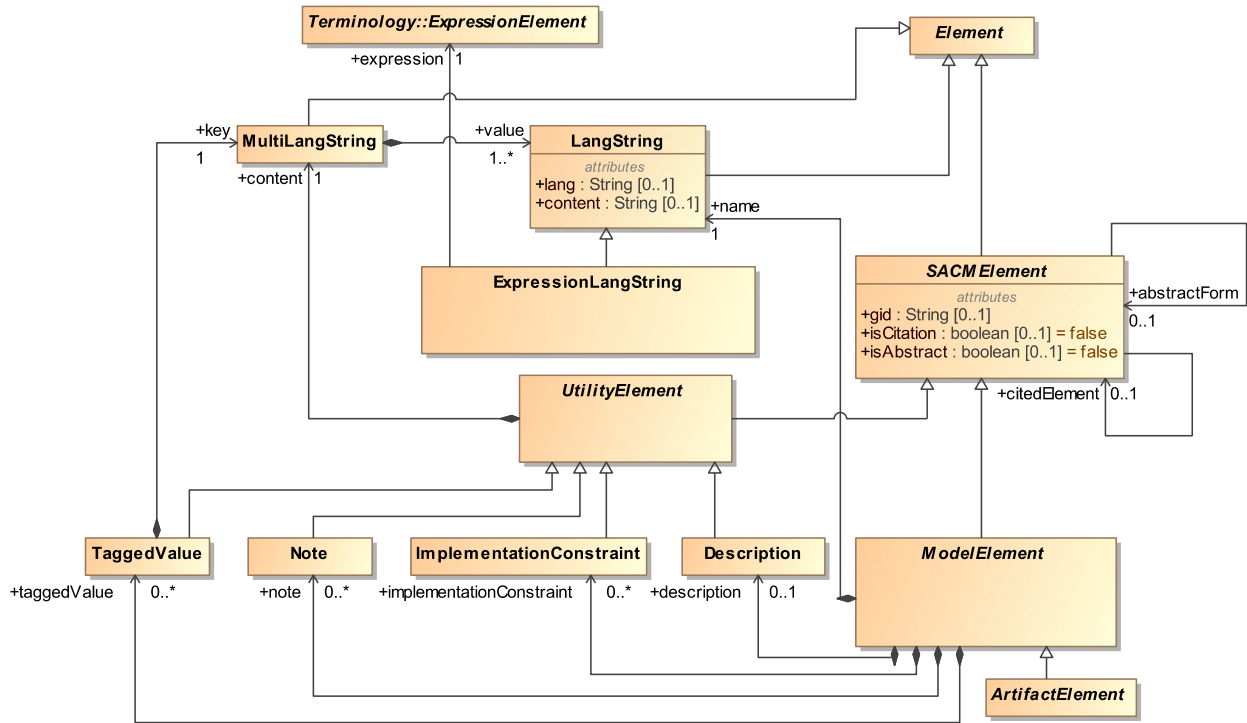 Terminology::ExpressionElement
Element
+expression
1
+key
1
MultiLangString
+value
1..*
LangString
attributes
+lang : String [0..1]
+content : String [0..1]
+content
1
+name
1
ExpressionLangString
SACMElement
attributes
+gid : String [0..1]
+isCitation : boolean [0..1] = false
+isAbstract : boolean [0..1] = false
+abstractForm
0..1
+citedElement
0..1
UtilityElement
TaggedValue
Note
ImplementationConstraint
Description
ModelElement
+taggedValue
0..*
+note
0..*
+implementationConstraint
0..*
+description
0..1
ArtifactElement